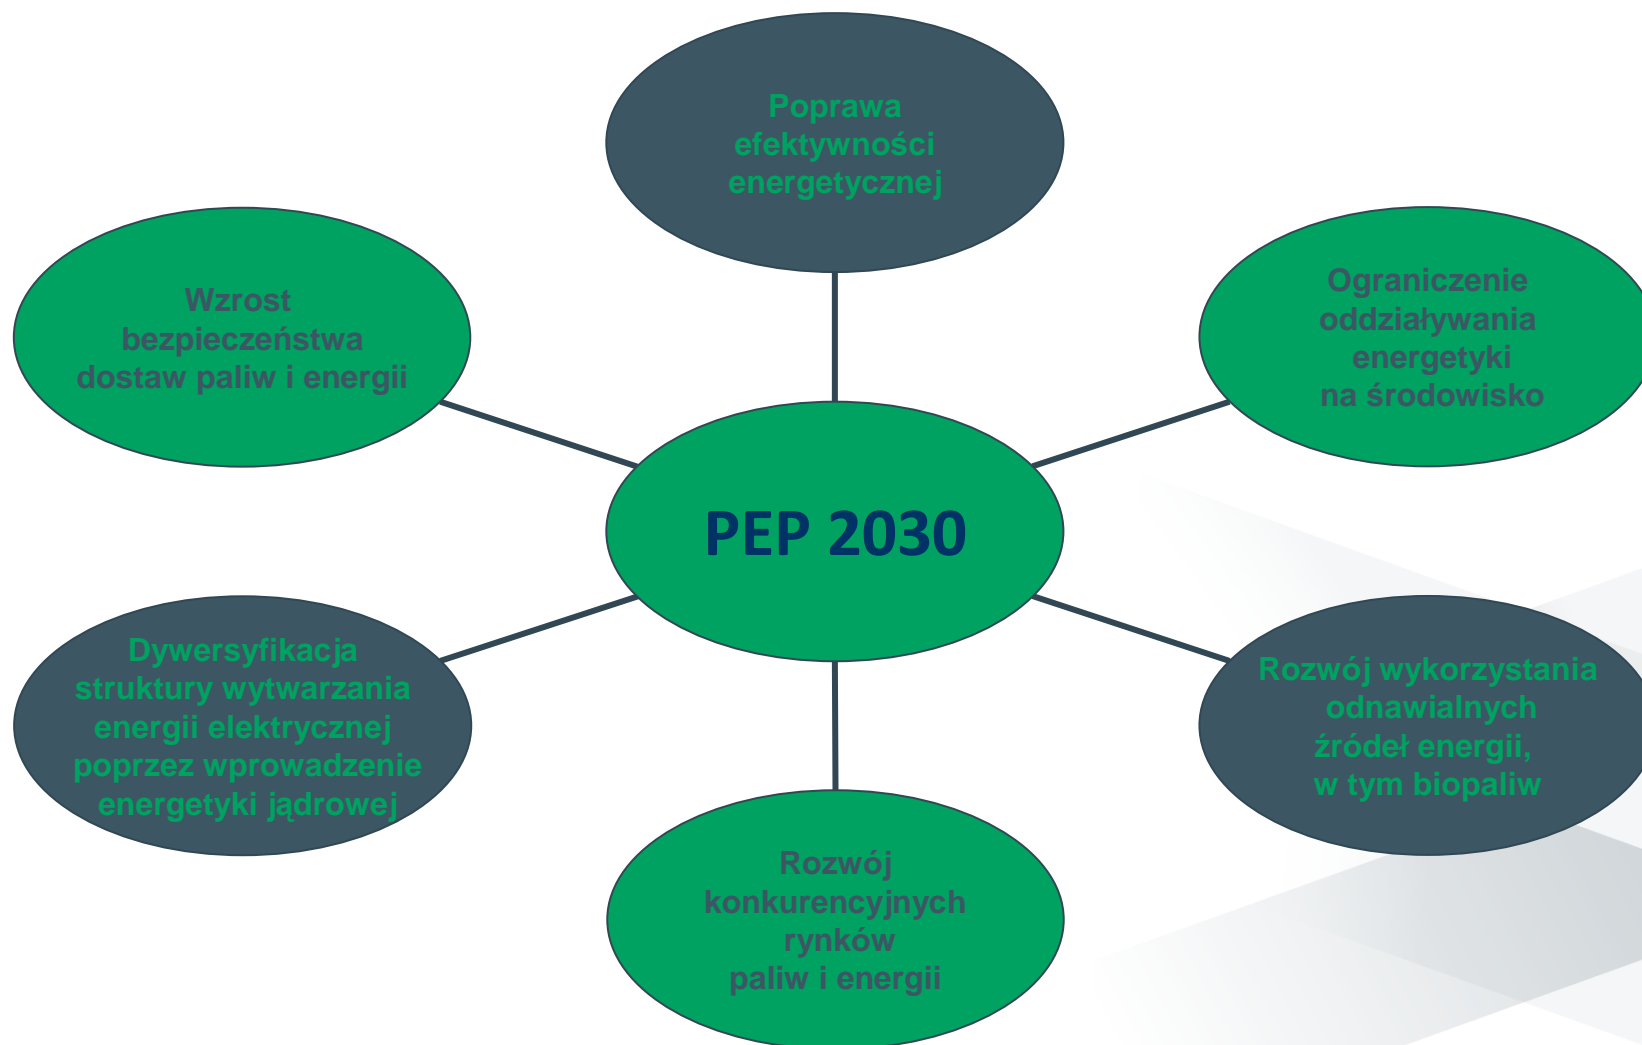 Poprawa
efektywności
energetycznej
Wzrost
bezpieczeństwa
dostaw paliw i energii
Ograniczenie
oddziaływania
energetyki
na środowisko
PEP 2030
Dywersyfikacja
struktury wytwarzania
energii elektrycznej
poprzez wprowadzenie
energetyki jądrowej
Rozwój wykorzystania
odnawialnych
źródeł energii,
w tym biopaliw
Rozwój
konkurencyjnych
rynków
paliw i energii